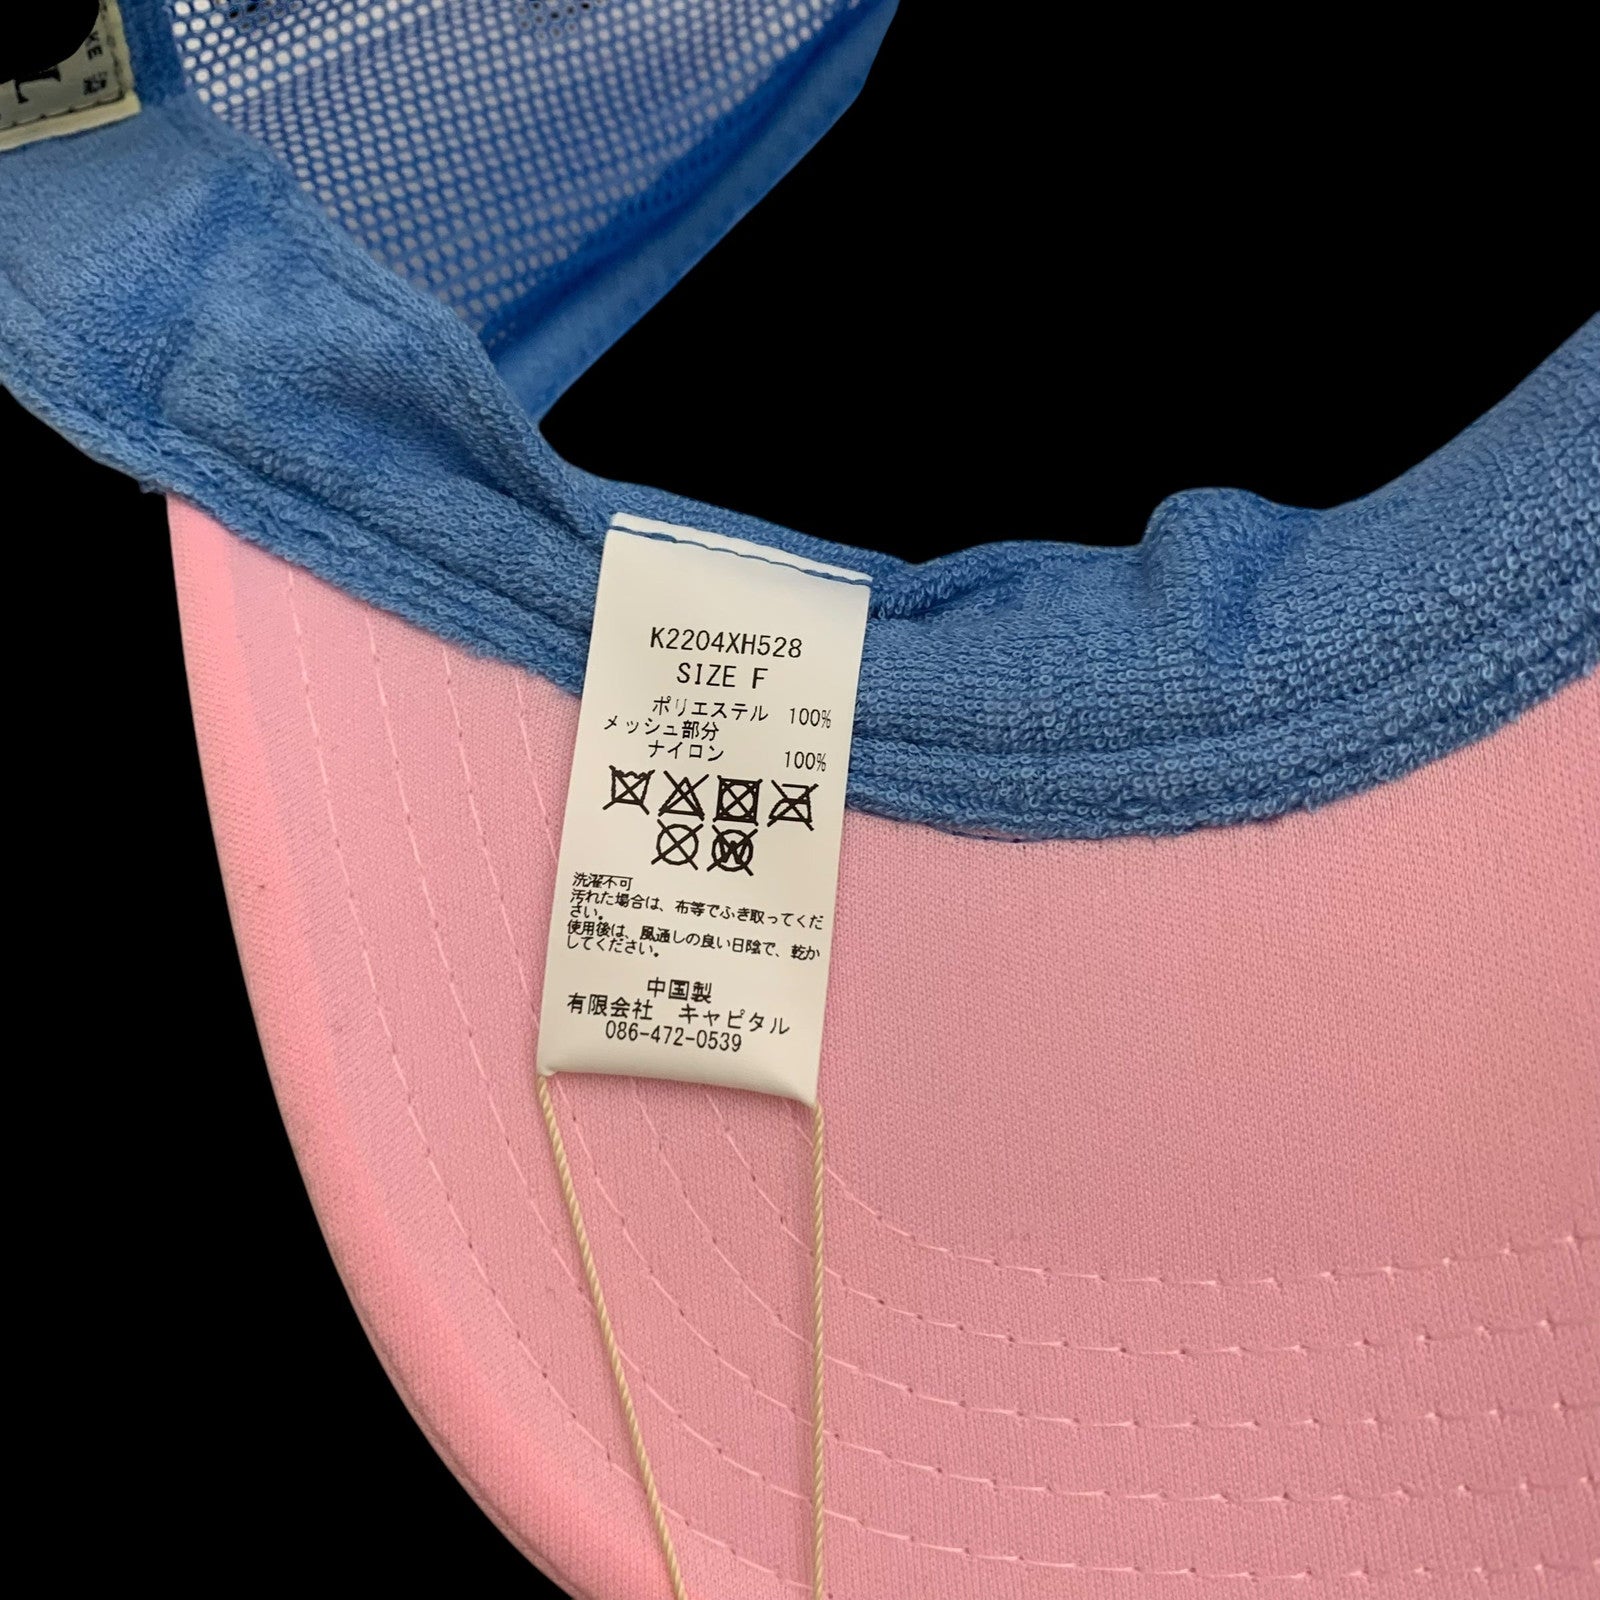 K2204XH528
SIZE F
ポリエステル 100%
メッシュ部分
ナイロン 100%
W
洗濯不可
汚れた場合は、布等でふき取ってくだ
さい。
使用後は、風通しの良い日陰で、乾か
してください。
中国製
有限会社 キャピタル
086-472-0539